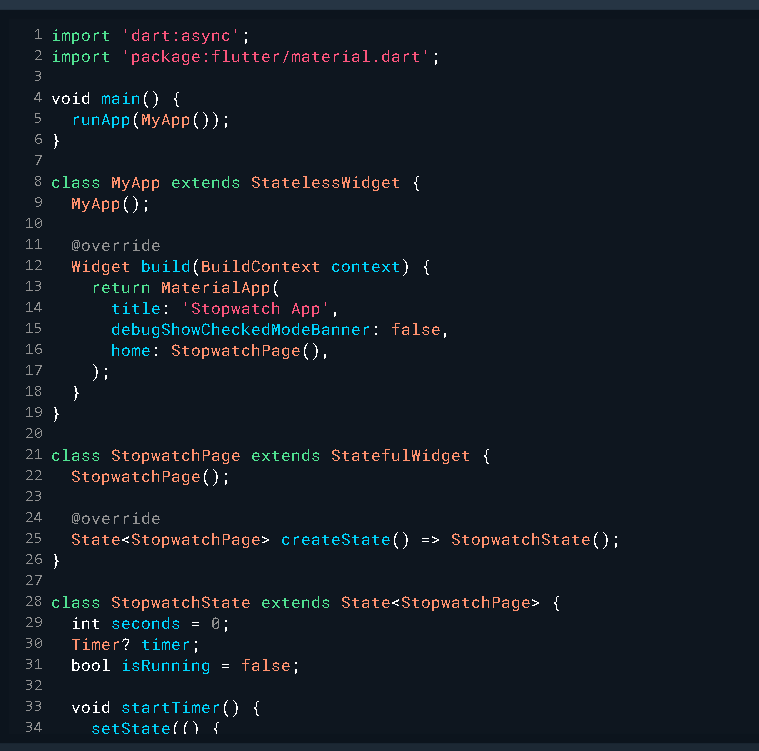 1 import 'dart:async';
2 import 'package:flutter/material.dart';
3
4 void main() {
5   runApp(MyApp());
6 }
7
8 class MyApp extends StatelessWidget {
9   MyApp();
10
11   @override
12   Widget build(BuildContext context) {
13     return MaterialApp(
14       title: 'Stopwatch App',
15       debugShowCheckedModeBanner: false,
16       home: StopwatchPage(),
17     );
18   }
19 }
20
21 class StopwatchPage extends StatefulWidget {
22   StopwatchPage();
23
24   @override
25   State<StopwatchPage> createState() => StopwatchState();
26 }
27
28 class StopwatchState extends State<StopwatchPage> {
29   int seconds = 0;
30   Timer? timer;
31   bool isRunning = false;
32
33   void startTimer() {
34     setState(() {